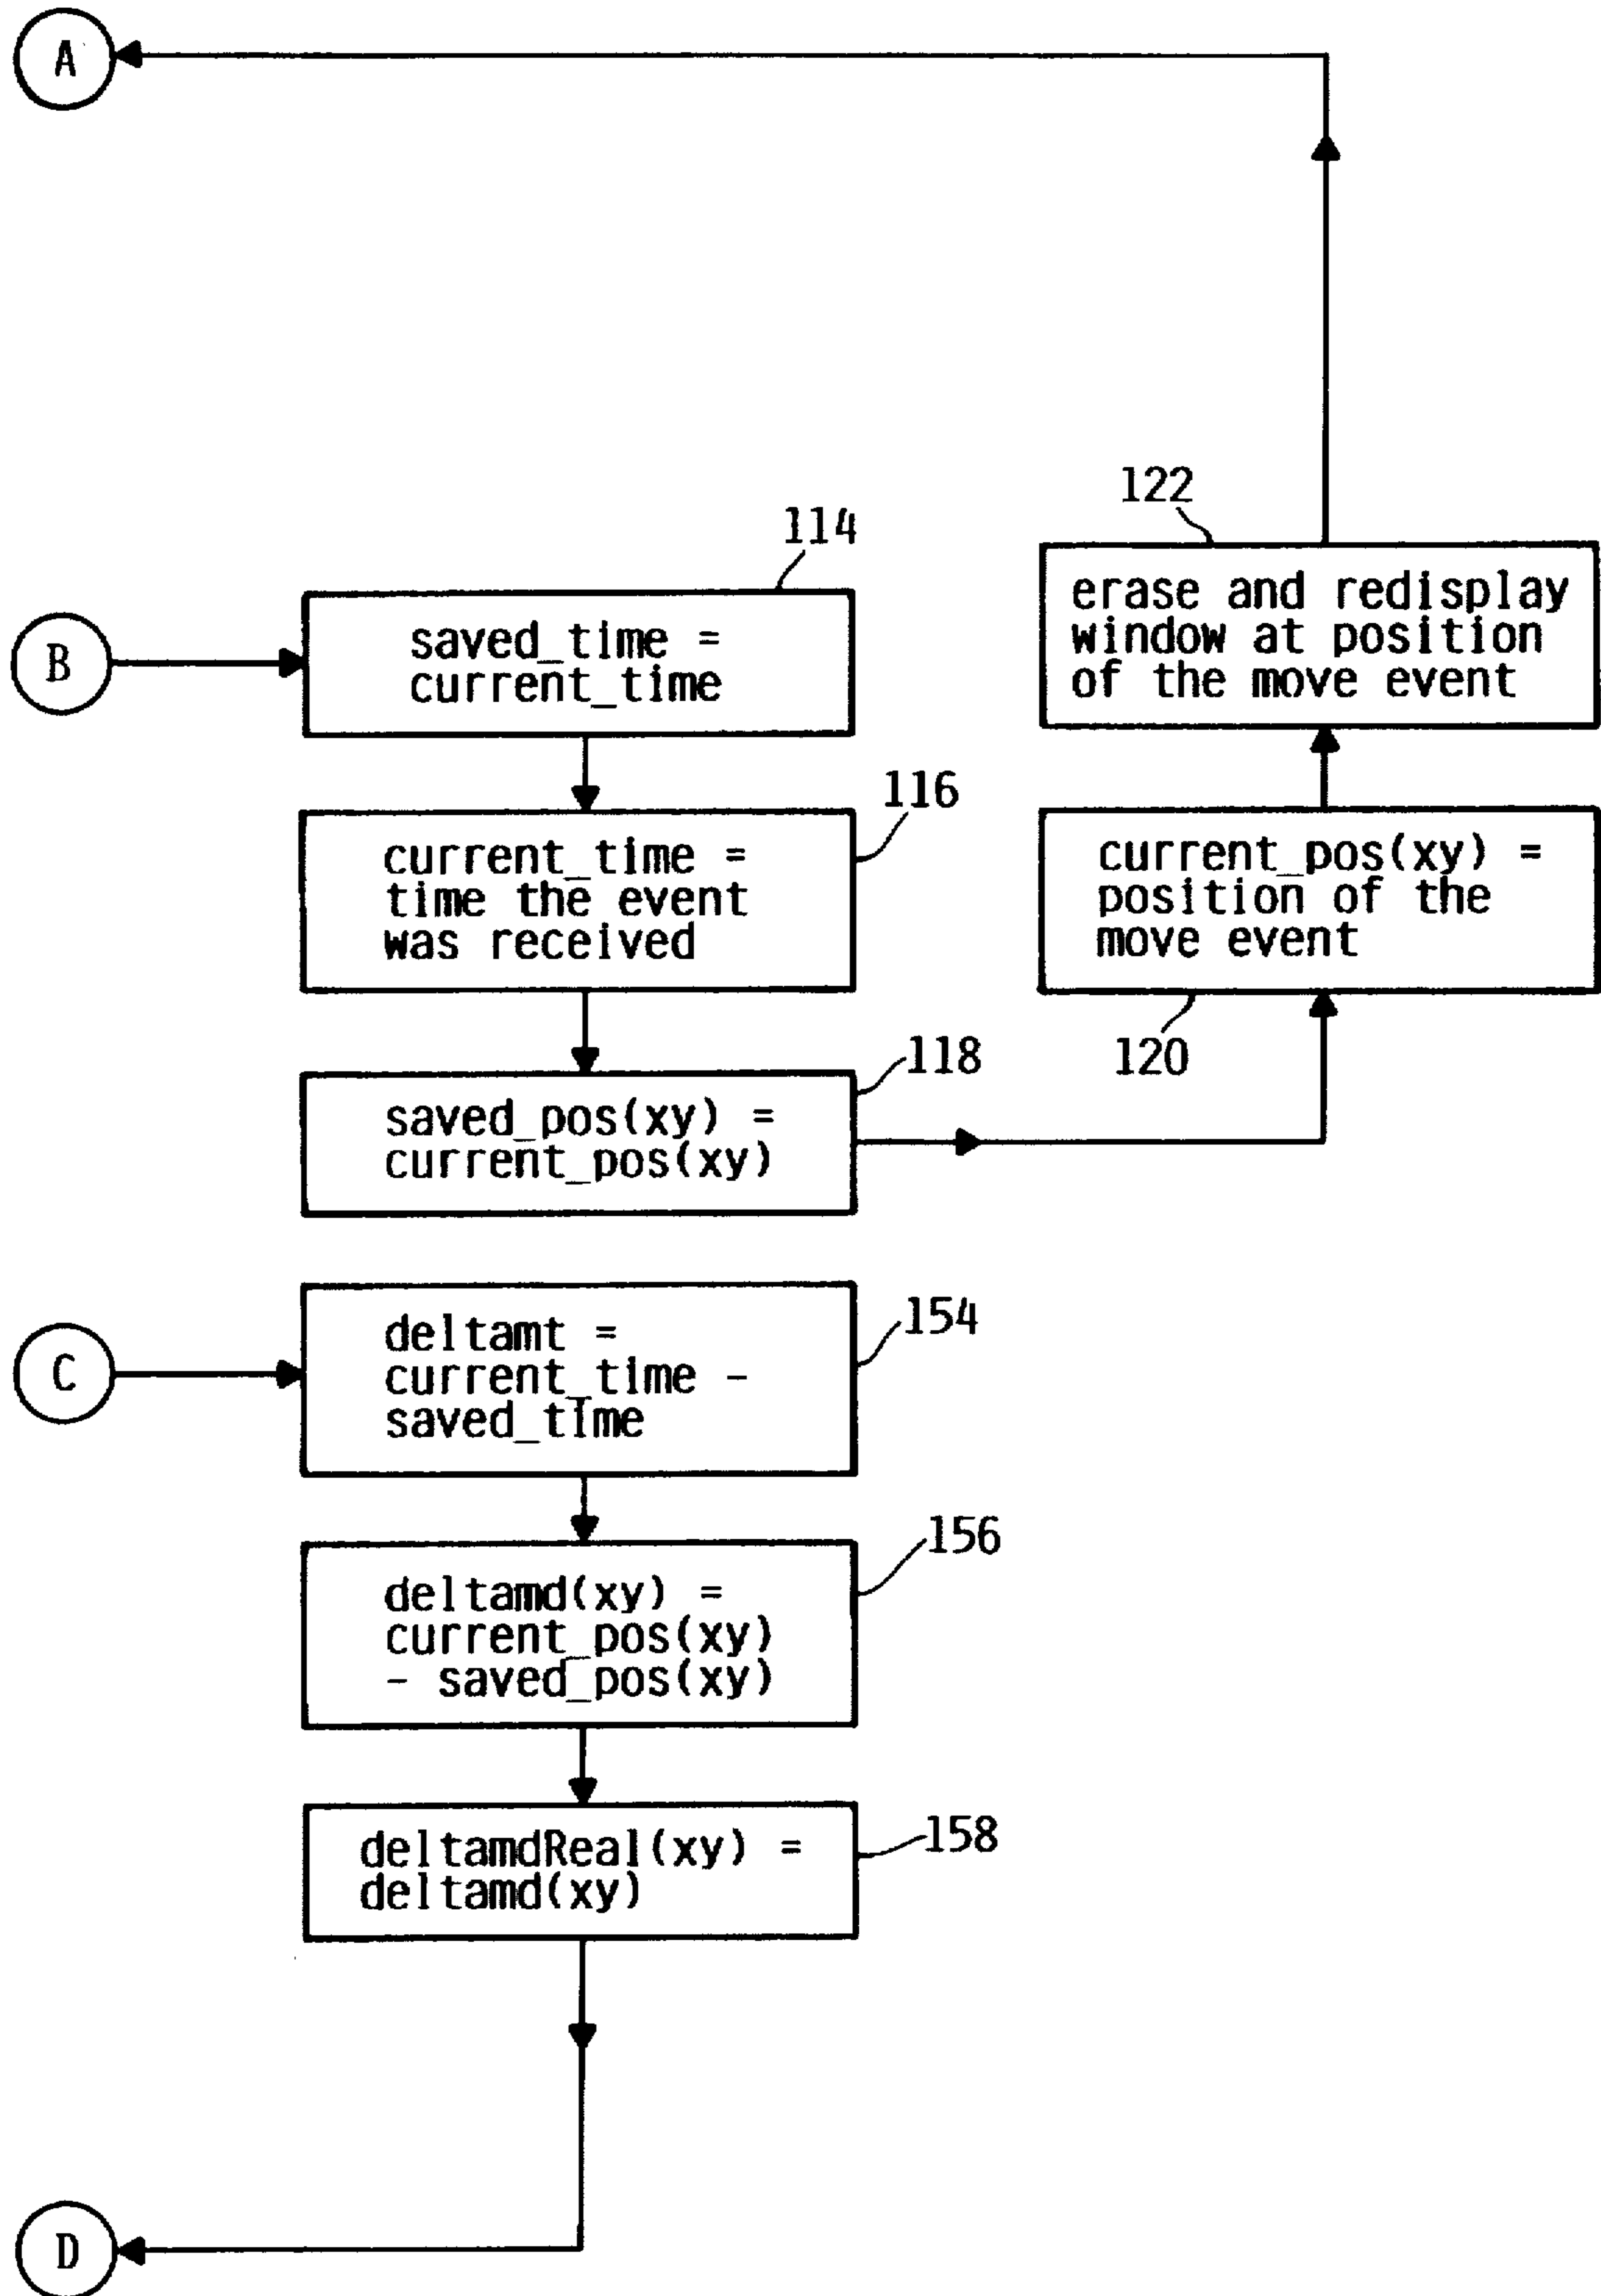 A
122
114
erase and redisplay
window at position
of the move event
B
saved_time =
current_time
116
current_time =
time the event
was received
current_pos(xy) =
position of the
move event
118
120
saved_pos(xy) =
current_pos(xy)
154
C
deltamt =
current_time -
saved_time
156
deltamd(xy) =
current_pos(xy)
- saved_pos(xy)
158
deltamdReal(xy) =
deltamd(xy)
D